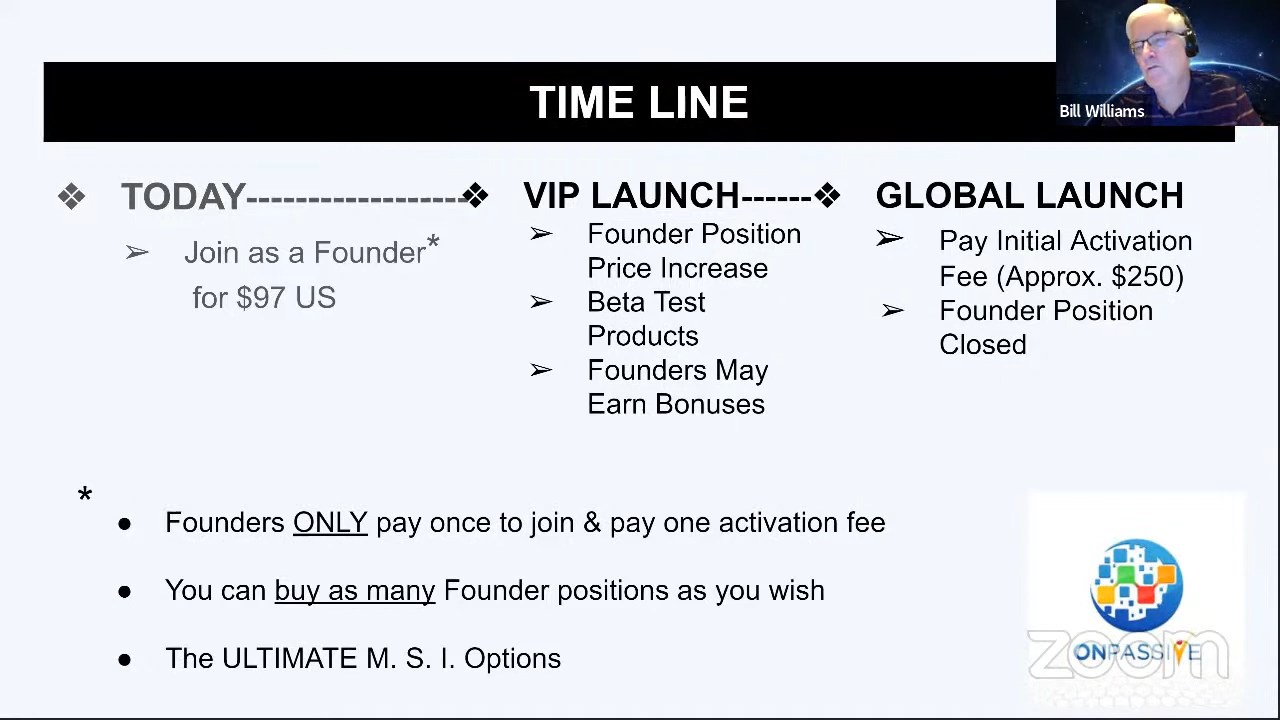 TIME LINE
Bill Williams
❖ TODAY------------------❖ VIP LAUNCH------❖ GLOBAL LAUNCH
➢ Join as a Founder*
for $97 US
➢ Founder Position
Price Increase
➢ Beta Test
Products
➢ Founders May
Earn Bonuses
➢ Pay Initial Activation
Fee (Approx. $250)
➢ Founder Position
Closed
*
● Founders ONLY pay once to join & pay one activation fee
● You can buy as many Founder positions as you wish
● The ULTIMATE M. S. I. Options
zoom
ONPASSIVE